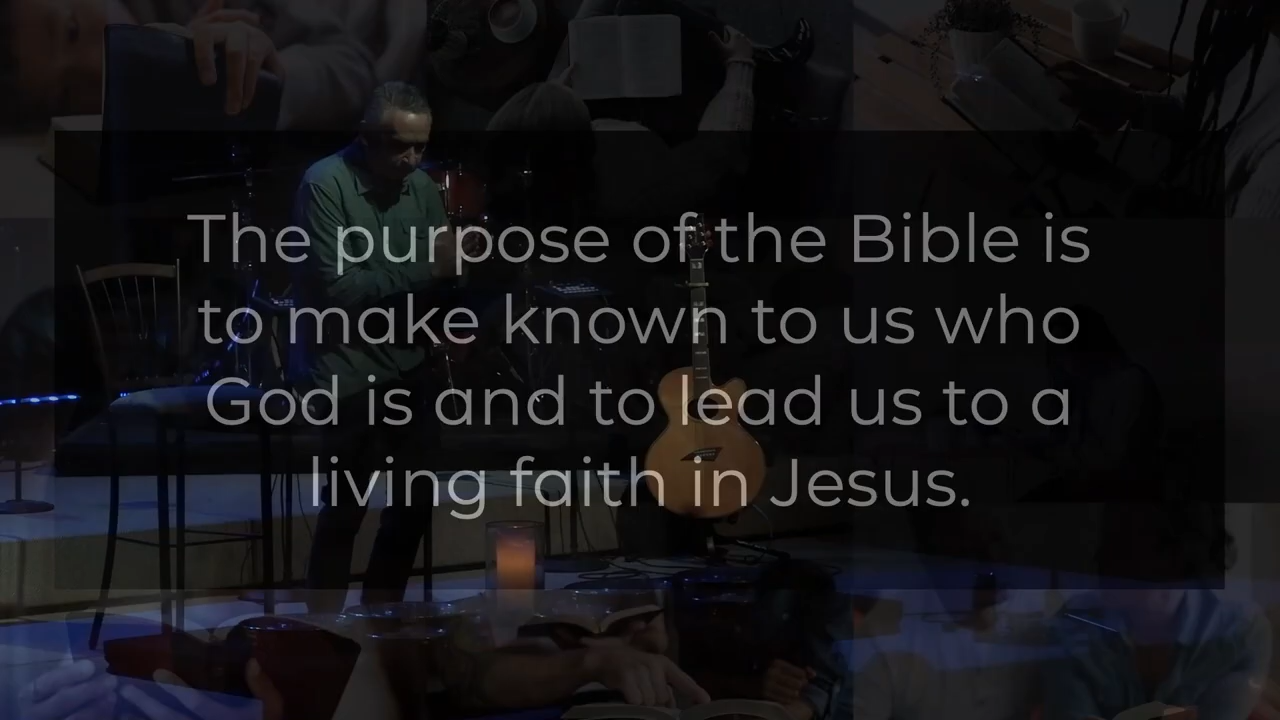 The purpose of the Bible is
to make known to us who
God is and to lead us to a
living faith in Jesus.